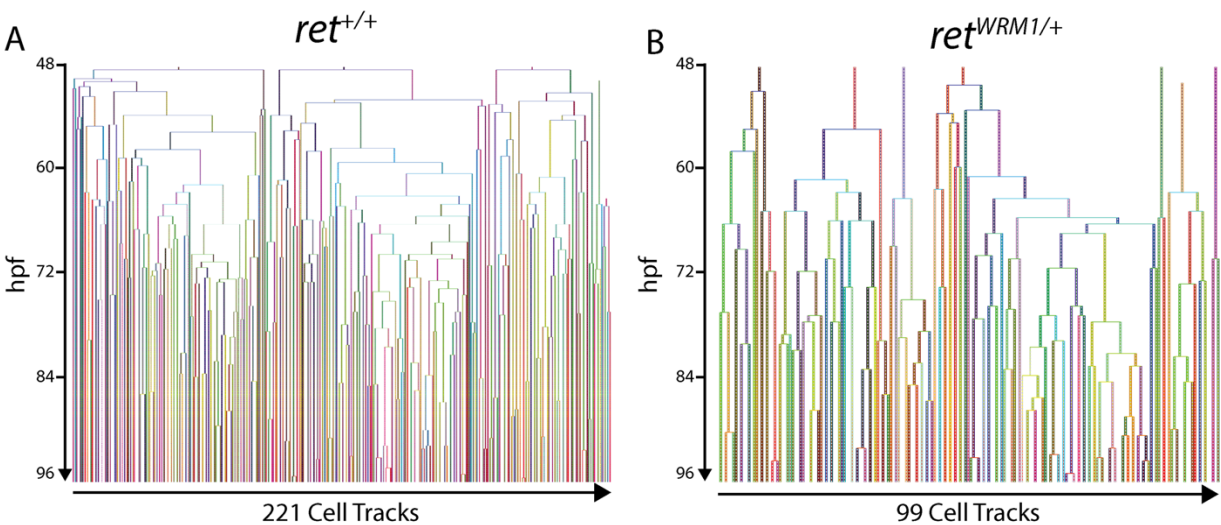 A
ret+/+
48
60
72
84
96
hpf
221 Cell Tracks
B
retWRM1/+
48
60
72
84
96
hpf
99 Cell Tracks